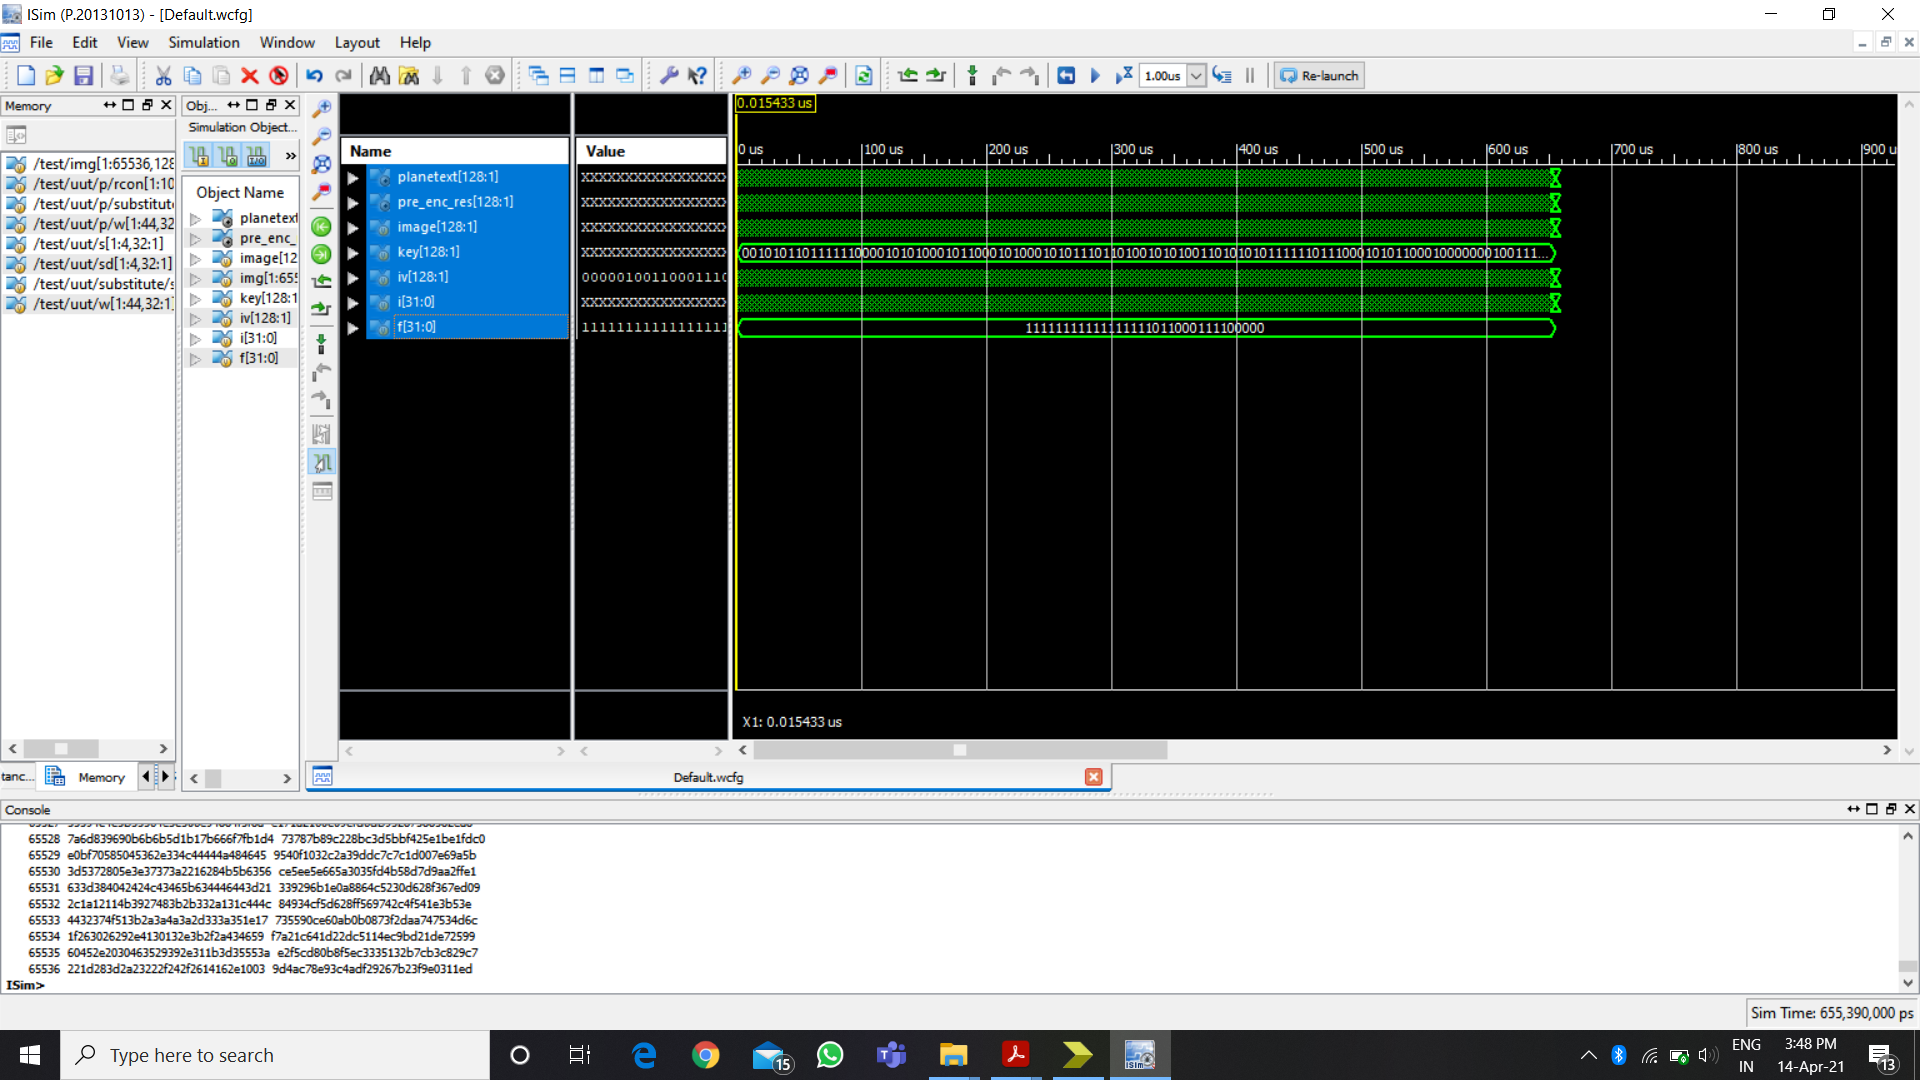 ISim (P.20131013) - [Default.wcfg]
File Edit View Simulation Window Layout Help
1.00us
Re-launch
Memory
/test/img[1:65536,128
/test/uut/p/rcon[1:10
/test/uut/p/substitut
/test/uut/p/w[1:44,32
/test/uut/s[1:4,32:1]
/test/uut/sd[1:4,32:1]
/test/uut/substitute/s
/test/uut/w[1:44,32:1]
tanc...
Memory
Obj...
Simulation Object...
Object Name
planetext
pre_enc_
image[12
img[1:655
key[128:1
iv[128:1]
i[31:0]
f[31:0]
Name Value
planetext[128:1]
pre_enc_res[128:1]
image[128:1]
key[128:1]
iv[128:1] 0000010011000111
i[31:0]
f[31:0]
0.015433 us
0 us 100 us 200 us 300 us 400 us 500 us 600 us 700 us 800 us 900 u
11111111111111111011000111100000
X1: 0.015433 us
Default.wcfg
Console
65528 7a6d839690b6b6b5d1b17b666f7fb1d4 73787b89c228bc3d5bbf425e1be1fdc0
65529 e0bf70585045362e334c44444a484645 9540f1032c2a39ddc7c7c1d007e69a5b
65530 3d5372805e3e37373a2216284b5b6356 ce5ee5e665a3035fd4b58d7d9aa2ffe1
65531 633d384042424c43465b634446443d21 339296b1e0a8864c5230d628f367ed09
65532 2c1a12114b3927483b2b332a131c444c 84934cf5d628ff569742c4f541e3b53e
65533 4432374f513b2a3a4a3a2d333a351e17 735590ce60ab0b0873f2daa747534d6c
65534 1f263026292e4130132e3b2f2a434659 f7a21c641d22dc5114ec9bd21de72599
65535 60452e2030463529392e311b3d35553a e2f5cd80b8f5ec3335132b7cb3c829c7
65536 221d283d2a23222f242f2614162e1003 9d4ac78e93c4adf29267b23f9e0311ed
ISim>
Sim Time: 655,390,000 ps
Type here to search
15
ENG
IN
3:48 PM
14-Apr-21
13